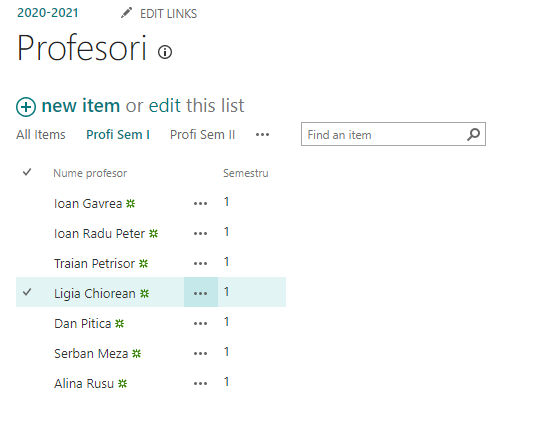 2020-2021 EDIT LINKS
Profesori
new item or edit this list
All Items Profi Sem I Profi Sem II ... Find an item
Nume profesor Semestru
Ioan Gavrea ... 1
Ioan Radu Peter ... 1
Traian Petrisor ... 1
Ligia Chiorean ... 1
Dan Pitica ... 1
Serban Meza ... 1
Alina Rusu ... 1